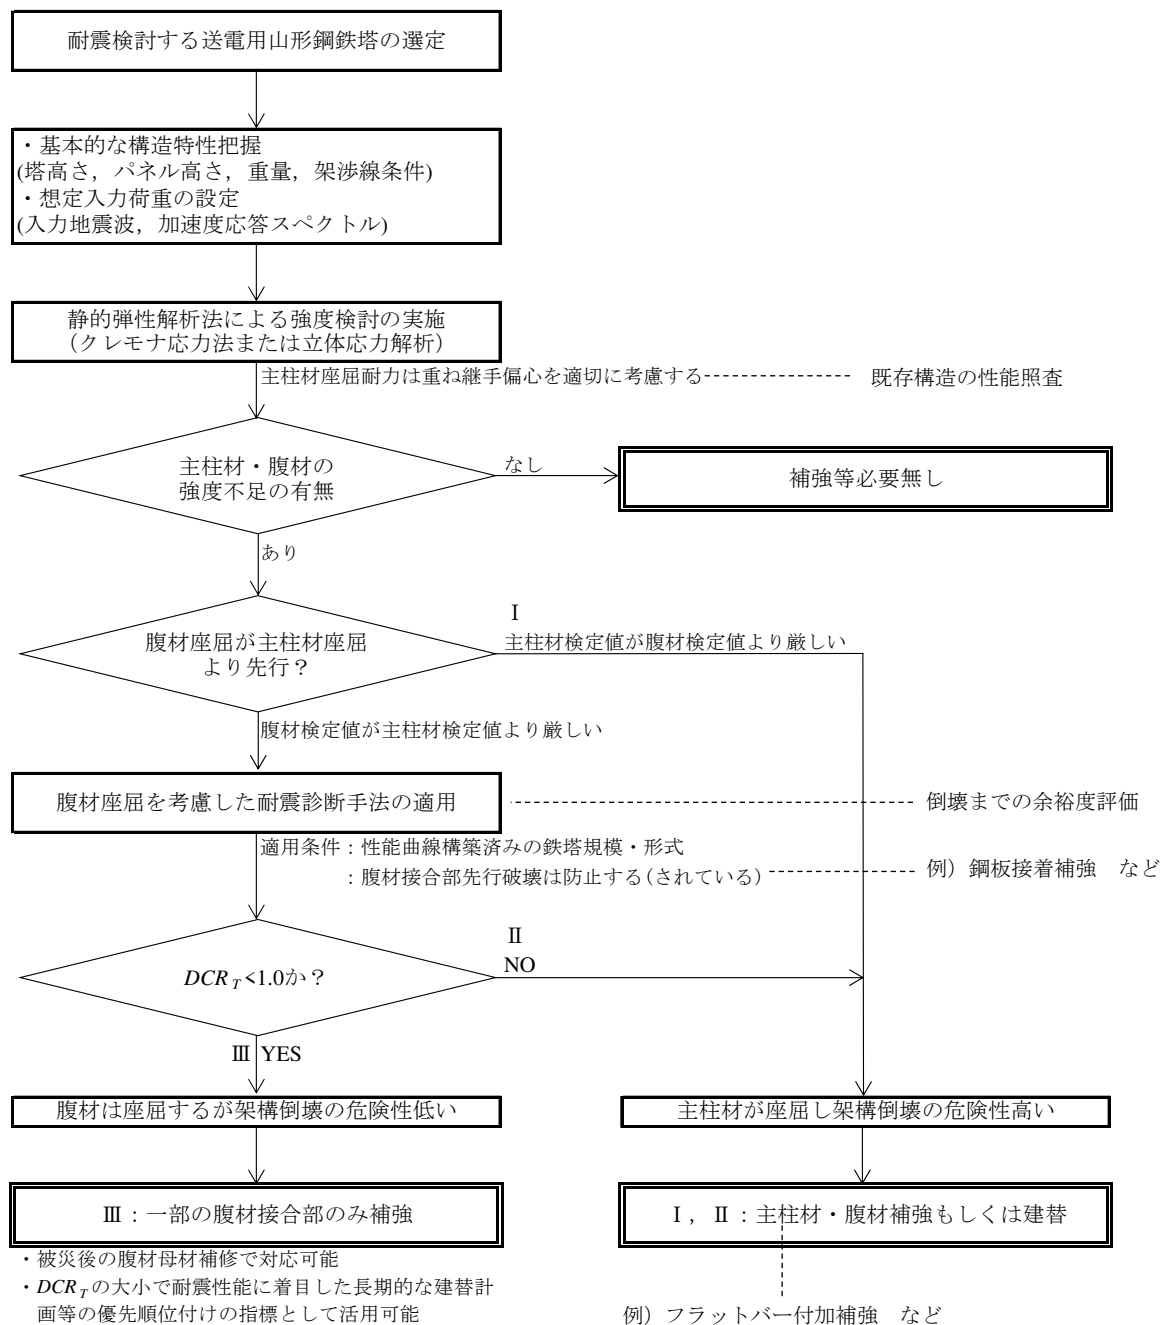 耐震検討する送電用山形鋼鉄塔の選定
・基本的な構造特性把握
(塔高さ，パネル高さ，重量，架渉線条件)
・想定入力荷重の設定
(入力地震波，加速度応答スペクトル)
静的弾性解析法による強度検討の実施
（クレモナ応力法または立体応力解析）
主柱材座屈耐力は重ね継手偏心を適切に考慮する
既存構造の性能照査
主柱材・腹材の
強度不足の有無
なし
補強等必要無し
あり
腹材座屈が主柱材座屈
より先行？
Ⅰ
主柱材検定値が腹材検定値より厳しい
腹材検定値が主柱材検定値より厳しい
腹材座屈を考慮した耐震診断手法の適用
倒壊までの余裕度評価
適用条件：性能曲線構築済みの鉄塔規模・形式
：腹材接合部先行破壊は防止する(されている)
例）鋼板接着補強　など
DCR T <1.0か？
Ⅱ
NO
Ⅲ YES
腹材は座屈するが架構倒壊の危険性低い
主柱材が座屈し架構倒壊の危険性高い
Ⅲ：一部の腹材接合部のみ補強
Ⅰ，Ⅱ：主柱材・腹材補強もしくは建替
・被災後の腹材母材補修で対応可能
・DCR T の大小で耐震性能に着目した長期的な建替計
画等の優先順位付けの指標として活用可能
例）フラットバー付加補強　など